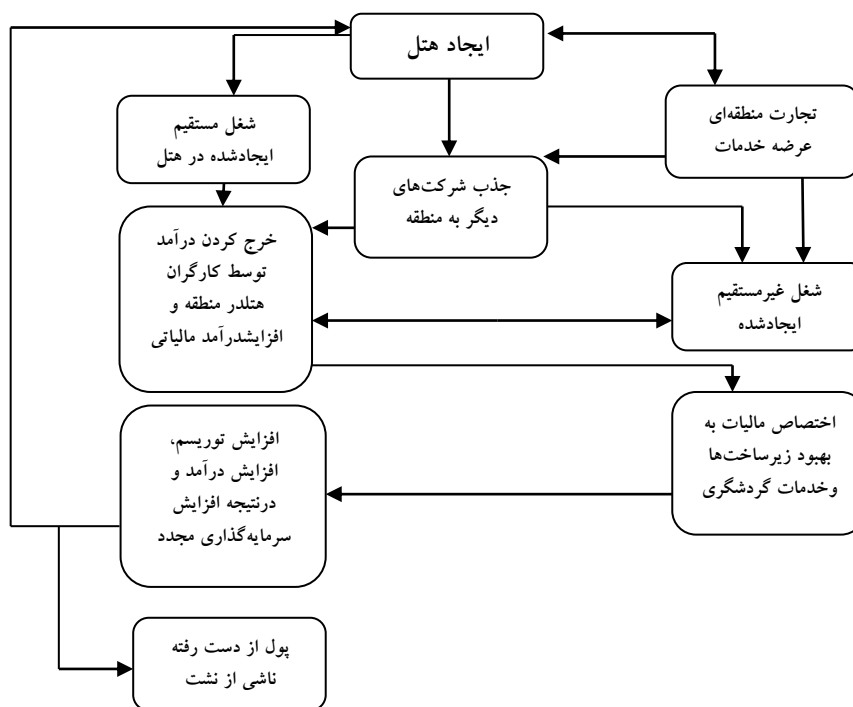 ایجاد هتل
تجارت منطقه‌ای
عرضه خدمات
شغل مستقیم
ایجادشده در هتل
جذب شرکت‌های
دیگر به منطقه
خرج کردن درآمد
توسط کارگران
هتلدر منطقه و
افزایشدرآمد مالیاتی
شغل غیرمستقیم
ایجادشده
اختصاص مالیات به
بهبود زیرساخت‌ها
وخدمات گردشگری
افزایش توریسم،
افزایش درآمد و
درنتیجه افزایش
سرمایه‌گذاری مجدد
پول از دست رفته
ناشی از نشت